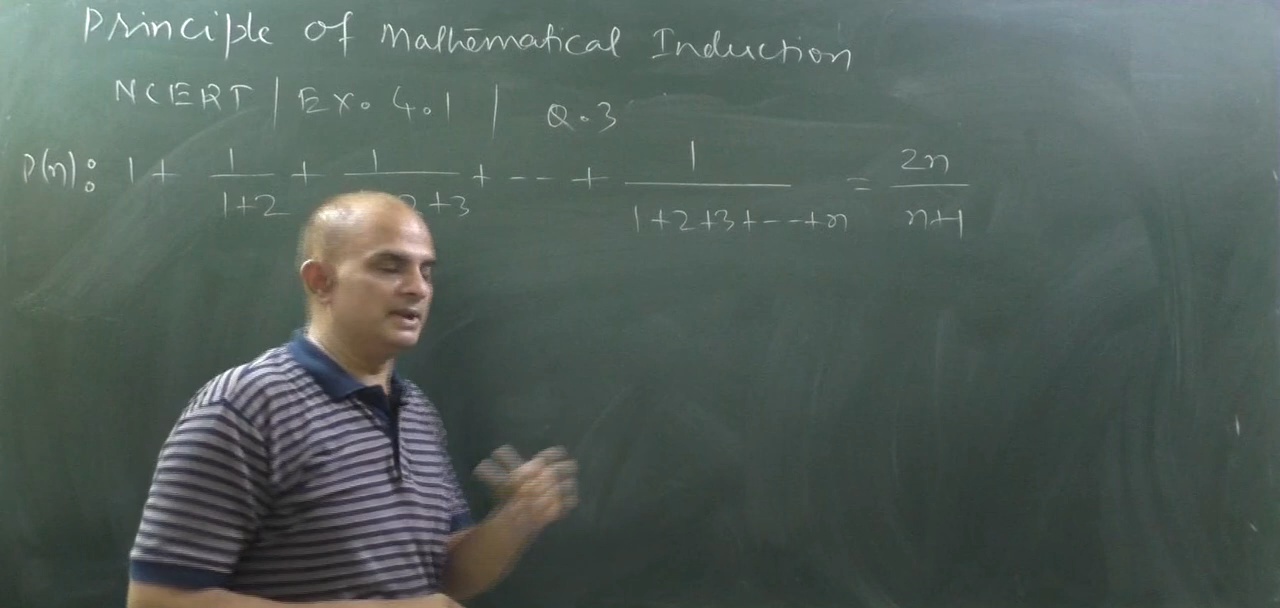 Principle of Mathematical Induction
NCERT | Ex. 4.1 | Q.3
P(n): 1 + 1/(1+2) + 1/(2+3) + --- + 1/(1+2+3+---+n) = 2n/(n+1)